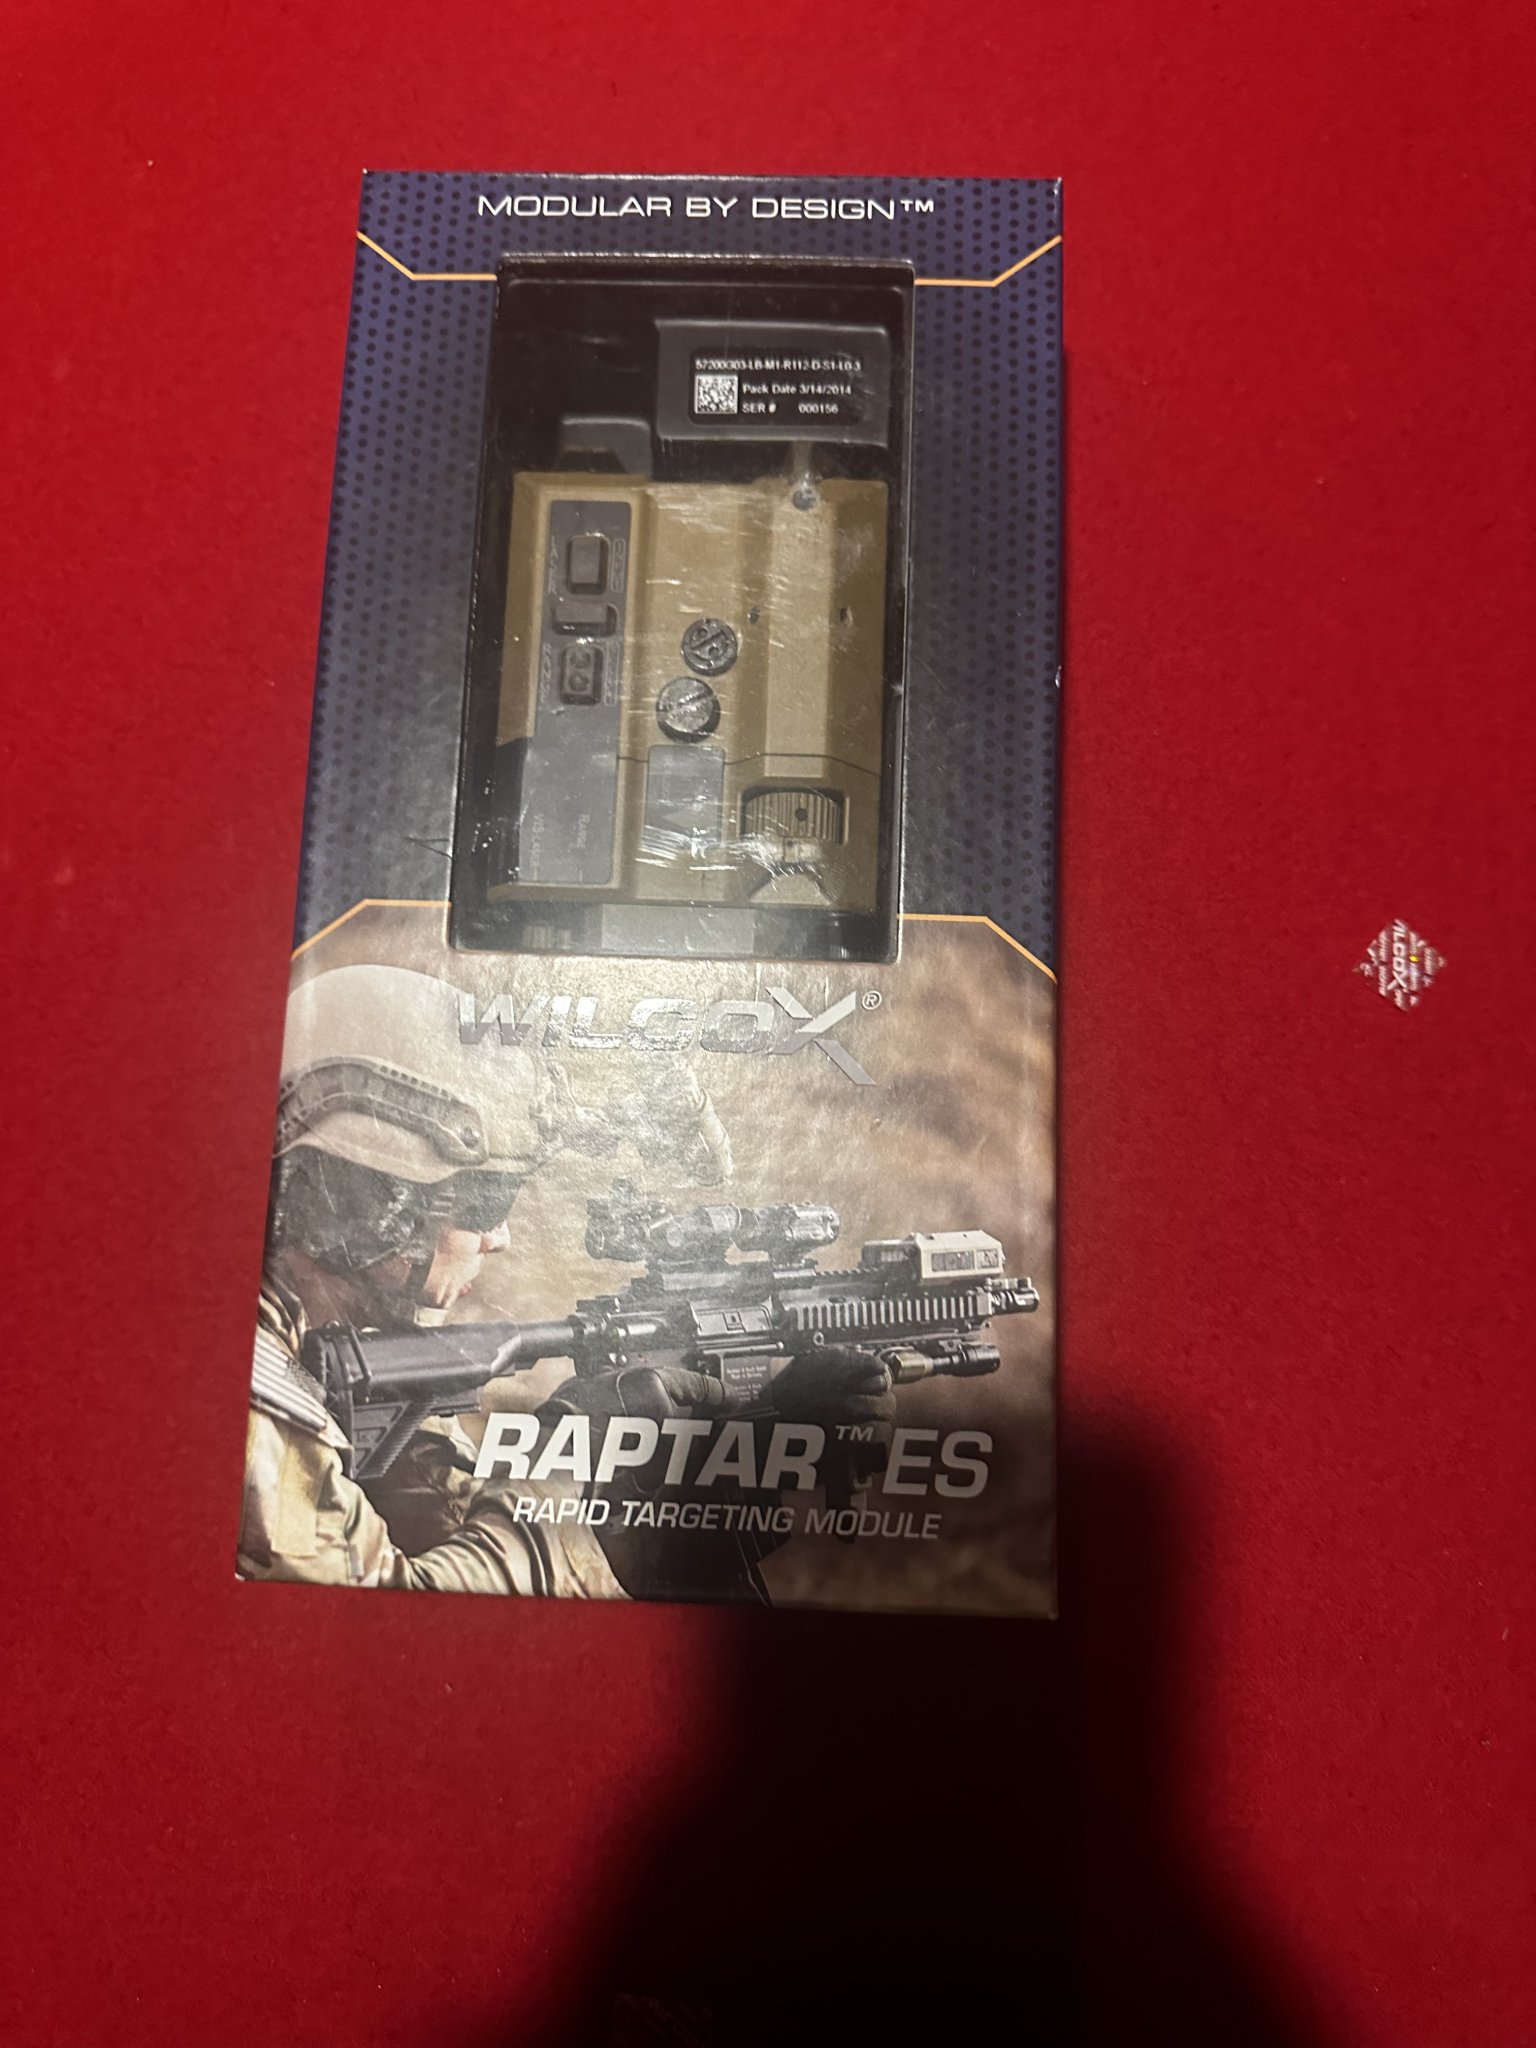 MODULAR BY DESIGN™
57200G03-LB-M1-R112-D-S1-L0-3
Pack Date 3/14/2014
SER # 000156
WILCOX®
RAPTAR™ ES
RAPID TARGETING MODULE